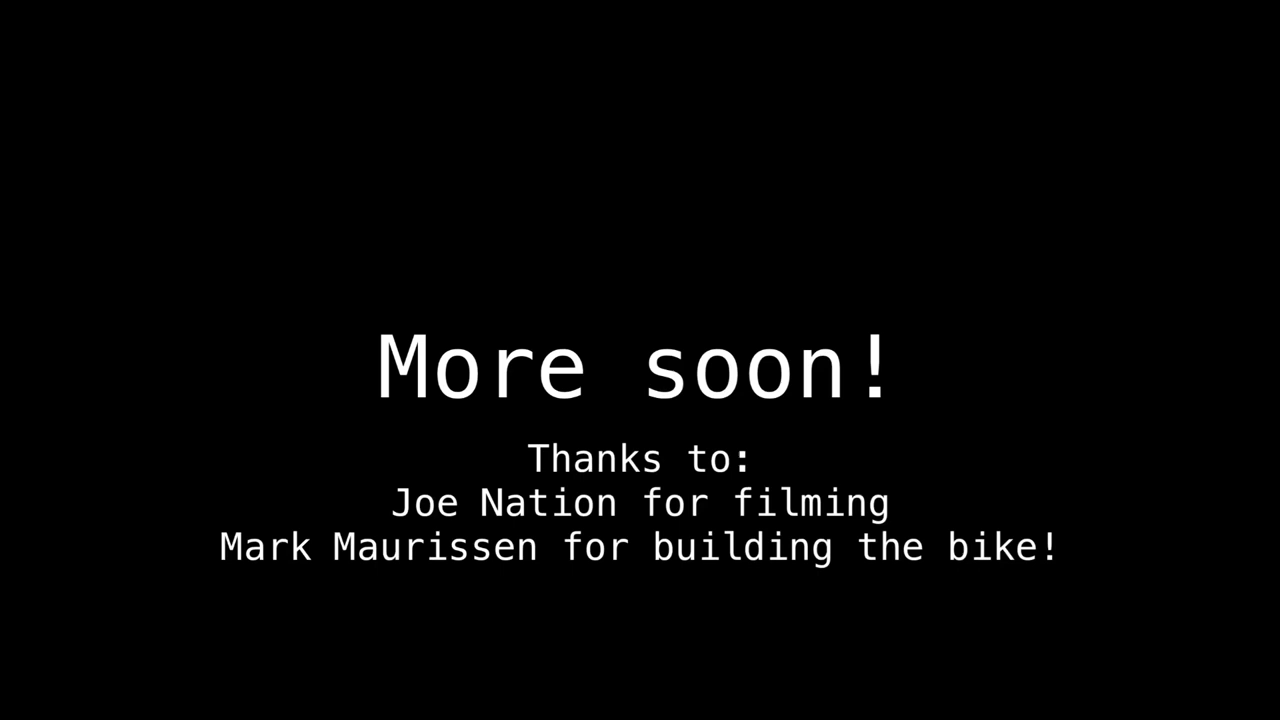 More soon!
Thanks to:
Joe Nation for filming
Mark Maurissen for building the bike!